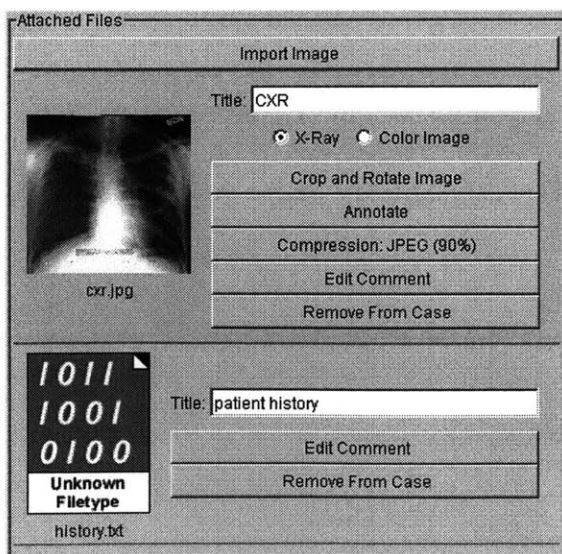 Attached Files
Import Image
Title: CXR
X-Ray Color Image
Crop and Rotate Image
Annotate
Compression: JPEG (90%)
Edit Comment
Remove From Case
cxr.jpg
1011
1001
0100
Unknown
Filetype
history.txt
Title: patient history
Edit Comment
Remove From Case